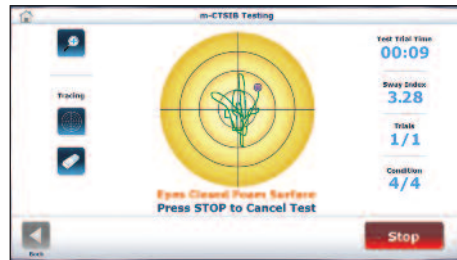 m-CTSIB Testing
Test Trial Time
00:09
Sway Index
3.28
Tracing
Trials
1/1
Condition
4/4
Eyes Closed Foam Surface
Press STOP to Cancel Test
Back
Stop